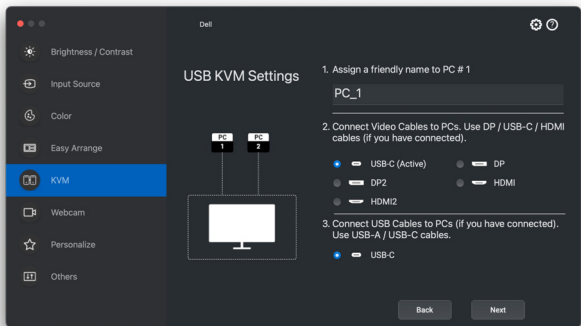 Dell
Brightness / Contrast
Input Source
Color
Easy Arrange
KVM
Webcam
Personalize
Others
USB KVM Settings
PC 1
PC 2
1. Assign a friendly name to PC # 1
PC_1
2. Connect Video Cables to PCs. Use DP / USB-C / HDMI
cables (if you have connected).
USB-C (Active)
DP
DP2
HDMI
HDMI2
3. Connect USB Cables to PCs (if you have connected).
Use USB-A / USB-C cables.
USB-C
Back
Next